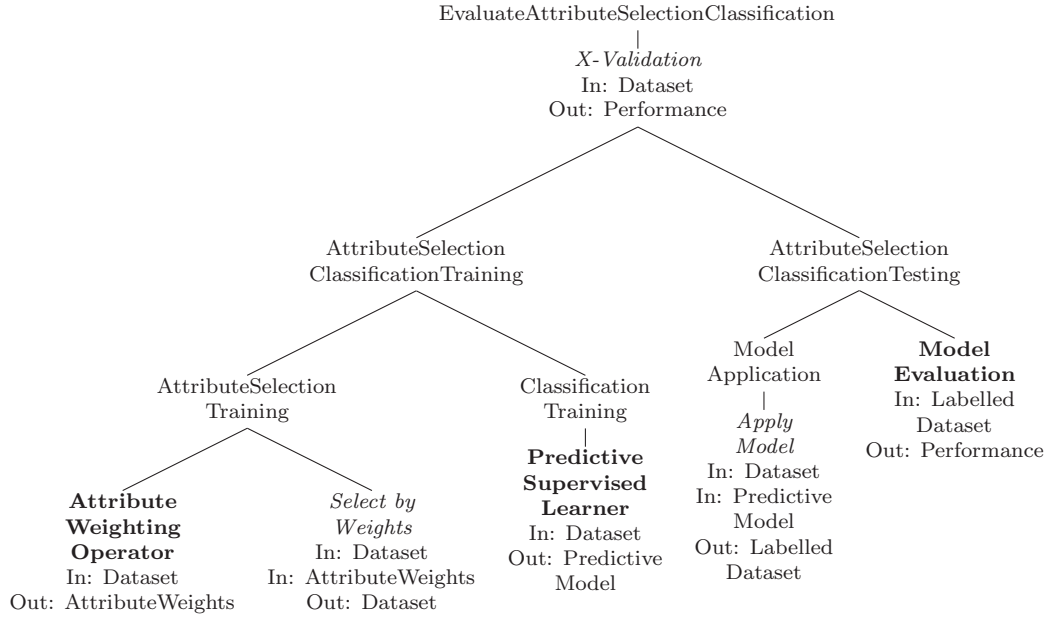 EvaluateAttributeSelectionClassification
X-Validation
In: Dataset
Out: Performance
AttributeSelection
ClassificationTraining
AttributeSelection
ClassificationTesting
AttributeSelection
Training
Classification
Training
Model
Application
Model
Evaluation
In: Labelled
Dataset
Out: Performance
Attribute
Weighting
Operator
In: Dataset
Out: AttributeWeights
Select by
Weights
In: Dataset
In: AttributeWeights
Out: Dataset
Predictive
Supervised
Learner
In: Dataset
Out: Predictive
Model
Apply
Model
In: Dataset
In: Predictive
Model
Out: Labelled
Dataset